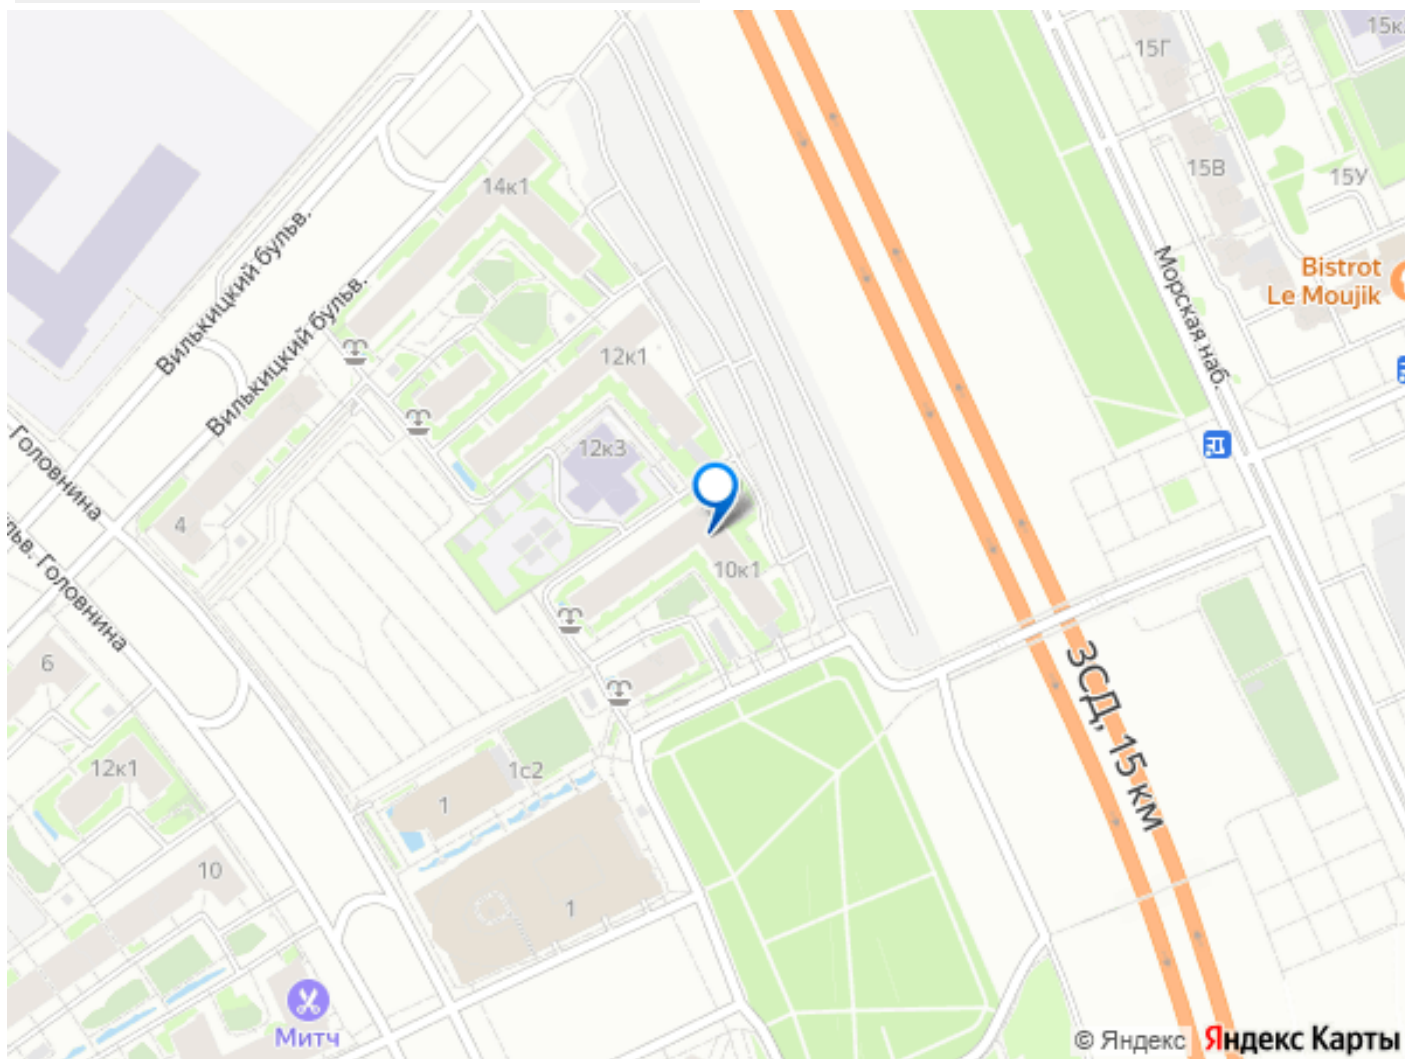 15к
15Г
14к1
15В
15У
Вилькицкий бульв.
Bistrot
Le Moujik
Морская наб.
Вилькицкий бульв.
12к1
Головнина
12к3
4
10к1
льв. Головнина
6
ЗСД, 15 км
12к1
1с2
1
10
1
Митч
© Яндекс Яндекс Карты